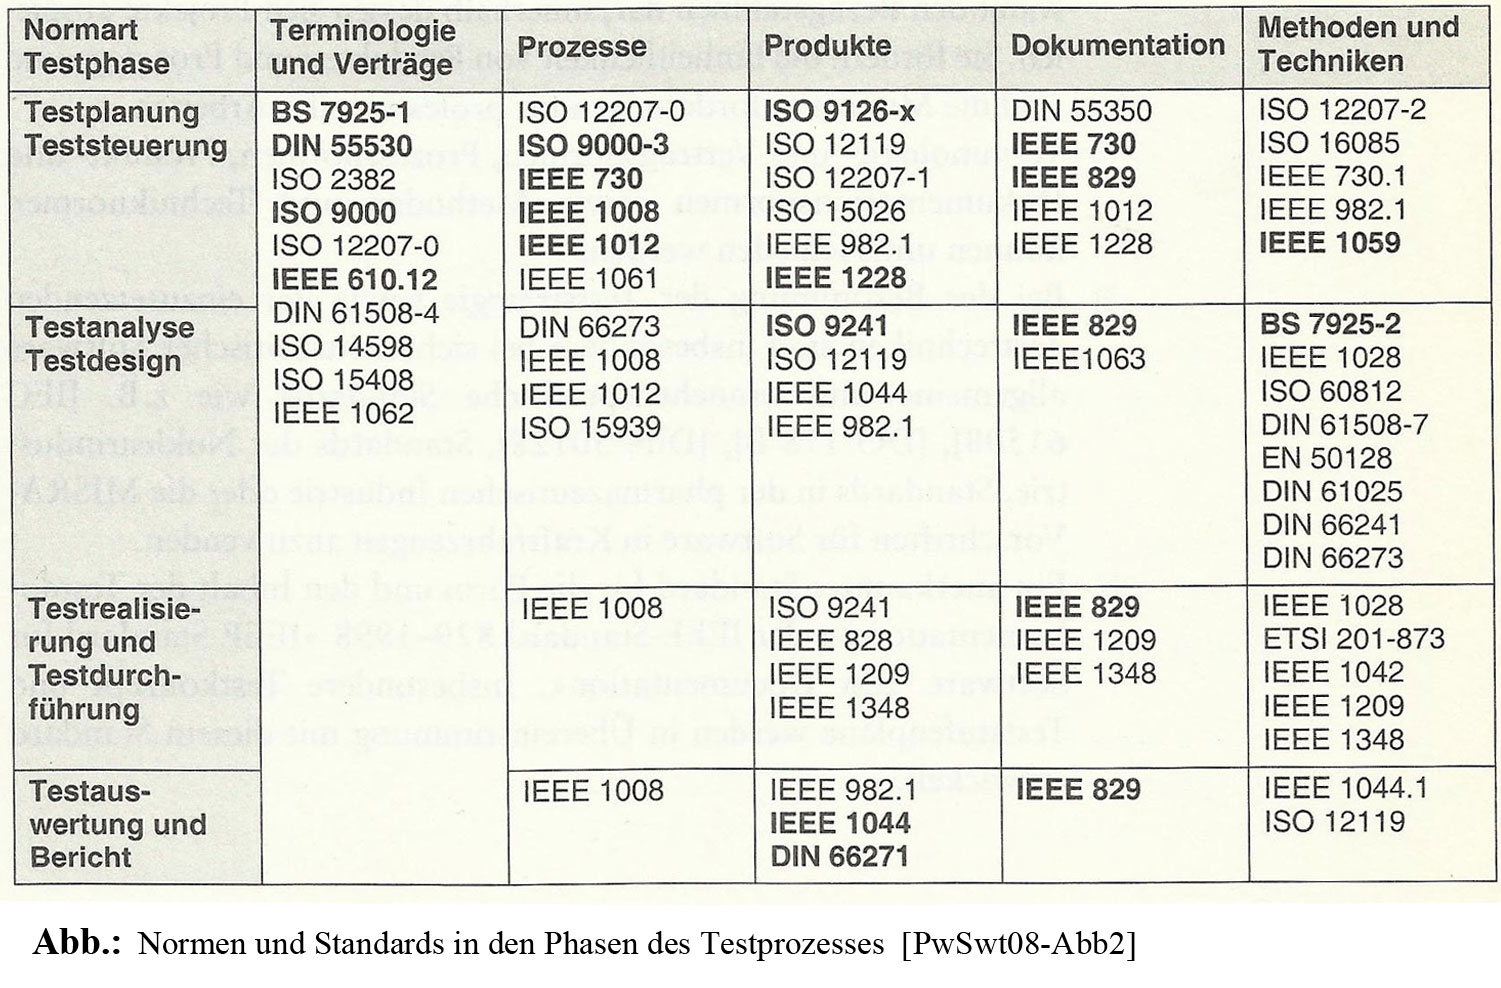 Normart
Testphase
Terminologie
und Verträge
Prozesse
Produkte
Dokumentation
Methoden und
Techniken
Testplanung
Teststeuerung
BS 7925-1
DIN 55530
ISO 2382
ISO 9000
ISO 12207-0
IEEE 610.12
DIN 61508-4
ISO 14598
ISO 15408
IEEE 1062
ISO 12207-0
ISO 9000-3
IEEE 730
IEEE 1008
IEEE 1012
IEEE 1061
ISO 9126-x
ISO 12119
ISO 12207-1
ISO 15026
IEEE 982.1
IEEE 1228
DIN 55350
IEEE 730
IEEE 829
IEEE 1012
IEEE 1228
ISO 12207-2
ISO 16085
IEEE 730.1
IEEE 982.1
IEEE 1059
Testanalyse
Testdesign
DIN 66273
IEEE 1008
IEEE 1012
ISO 15939
ISO 9241
ISO 12119
IEEE 1044
IEEE 982.1
IEEE 829
IEEE1063
BS 7925-2
IEEE 1028
ISO 60812
DIN 61508-7
EN 50128
DIN 61025
DIN 66241
DIN 66273
Testrealisie-
rung und
Testdurch-
führung
IEEE 1008
ISO 9241
IEEE 828
IEEE 1209
IEEE 1348
IEEE 829
IEEE 1209
IEEE 1348
IEEE 1028
ETSI 201-873
IEEE 1042
IEEE 1209
IEEE 1348
Testaus-
wertung und
Bericht
IEEE 1008
IEEE 982.1
IEEE 1044
DIN 66271
IEEE 829
IEEE 1044.1
ISO 12119
Abb.: Normen und Standards in den Phasen des Testprozesses [PwSwt08-Abb2]